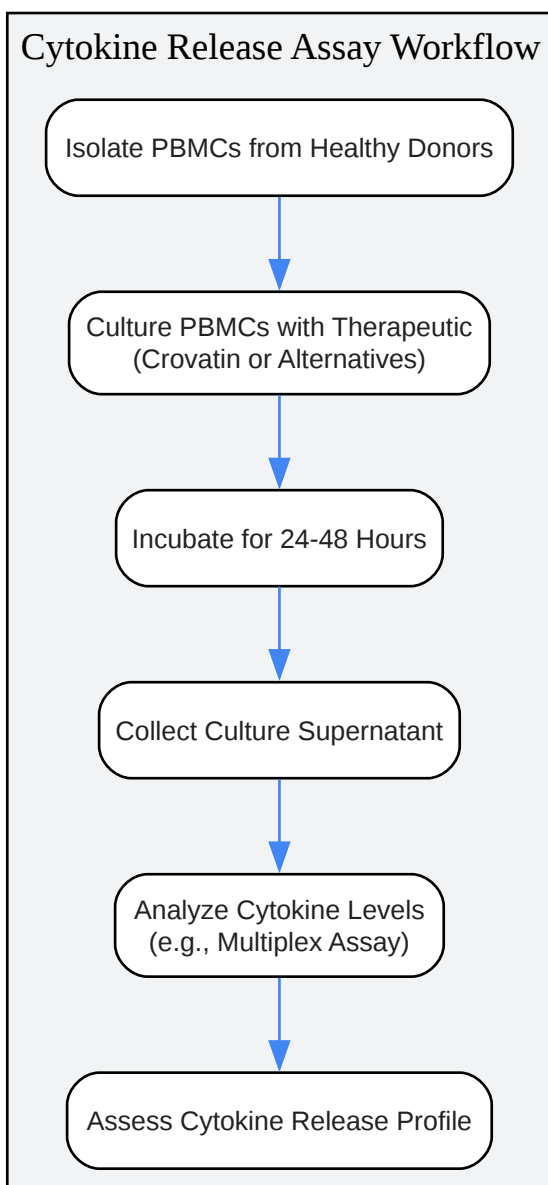 Cytokine Release Assay Workflow
Isolate PBMCs from Healthy Donors
Culture PBMCs with Therapeutic
(Crovatin or Alternatives)
Incubate for 24-48 Hours
Collect Culture Supernatant
Analyze Cytokine Levels
(e.g., Multiplex Assay)
Assess Cytokine Release Profile